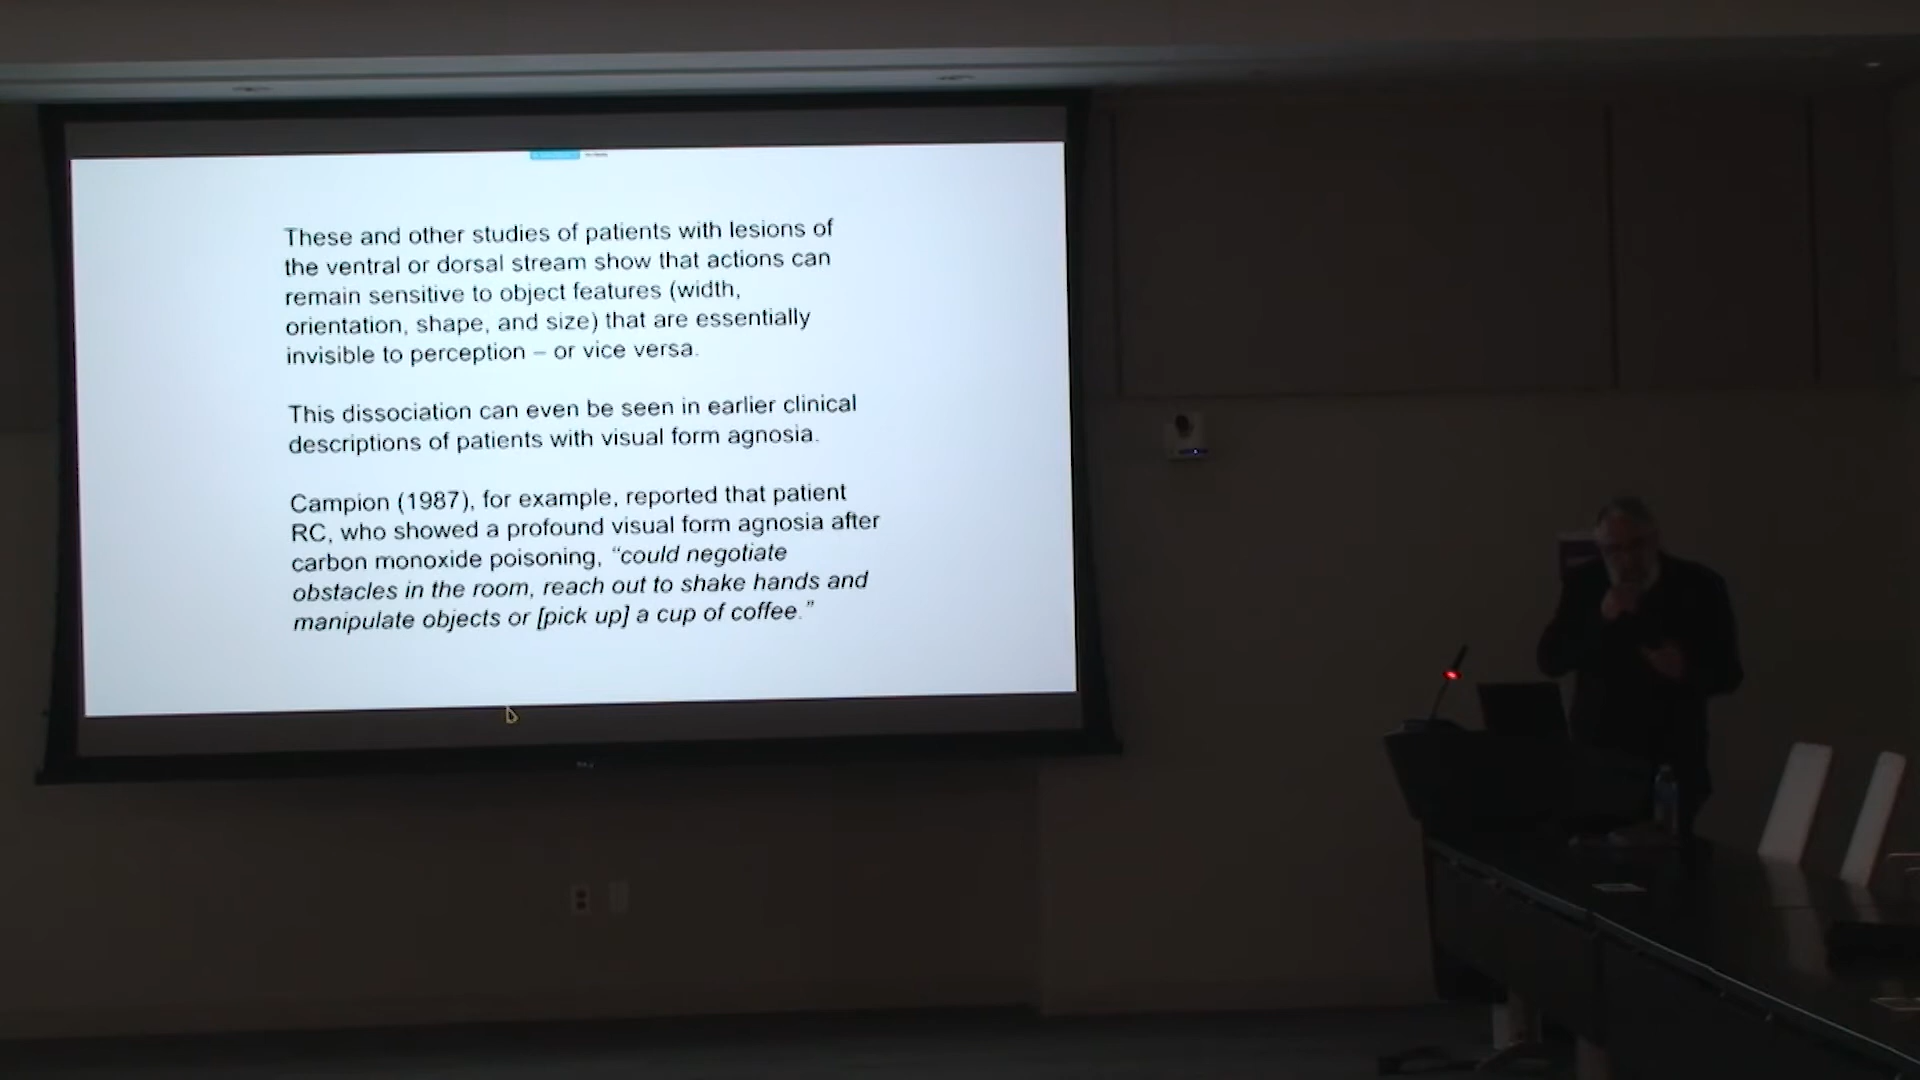 These and other studies of patients with lesions of
the ventral or dorsal stream show that actions can
remain sensitive to object features (width,
orientation, shape, and size) that are essentially
invisible to perception – or vice versa.
This dissociation can even be seen in earlier clinical
descriptions of patients with visual form agnosia.
Campion (1987), for example, reported that patient
RC, who showed a profound visual form agnosia after
carbon monoxide poisoning, “could negotiate
obstacles in the room, reach out to shake hands and
manipulate objects or [pick up] a cup of coffee.”